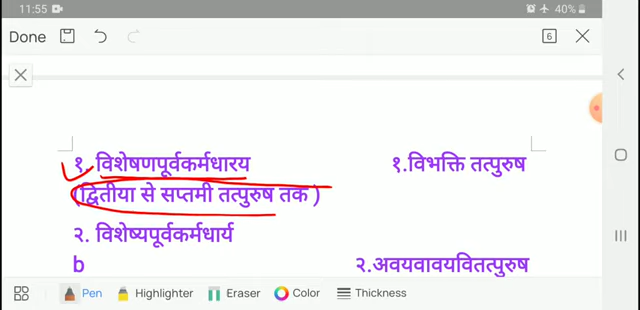 11:55 40%
Done 6
१. विशेषणपूर्वकर्मधारय १.विभक्ति तत्पुरुष
(द्वितीया से सप्तमी तत्पुरुष तक )
२. विशेष्यपूर्वकर्मधार्य
b २.अवयवावयवितत्पुरुष
Pen Highlighter Eraser Color Thickness